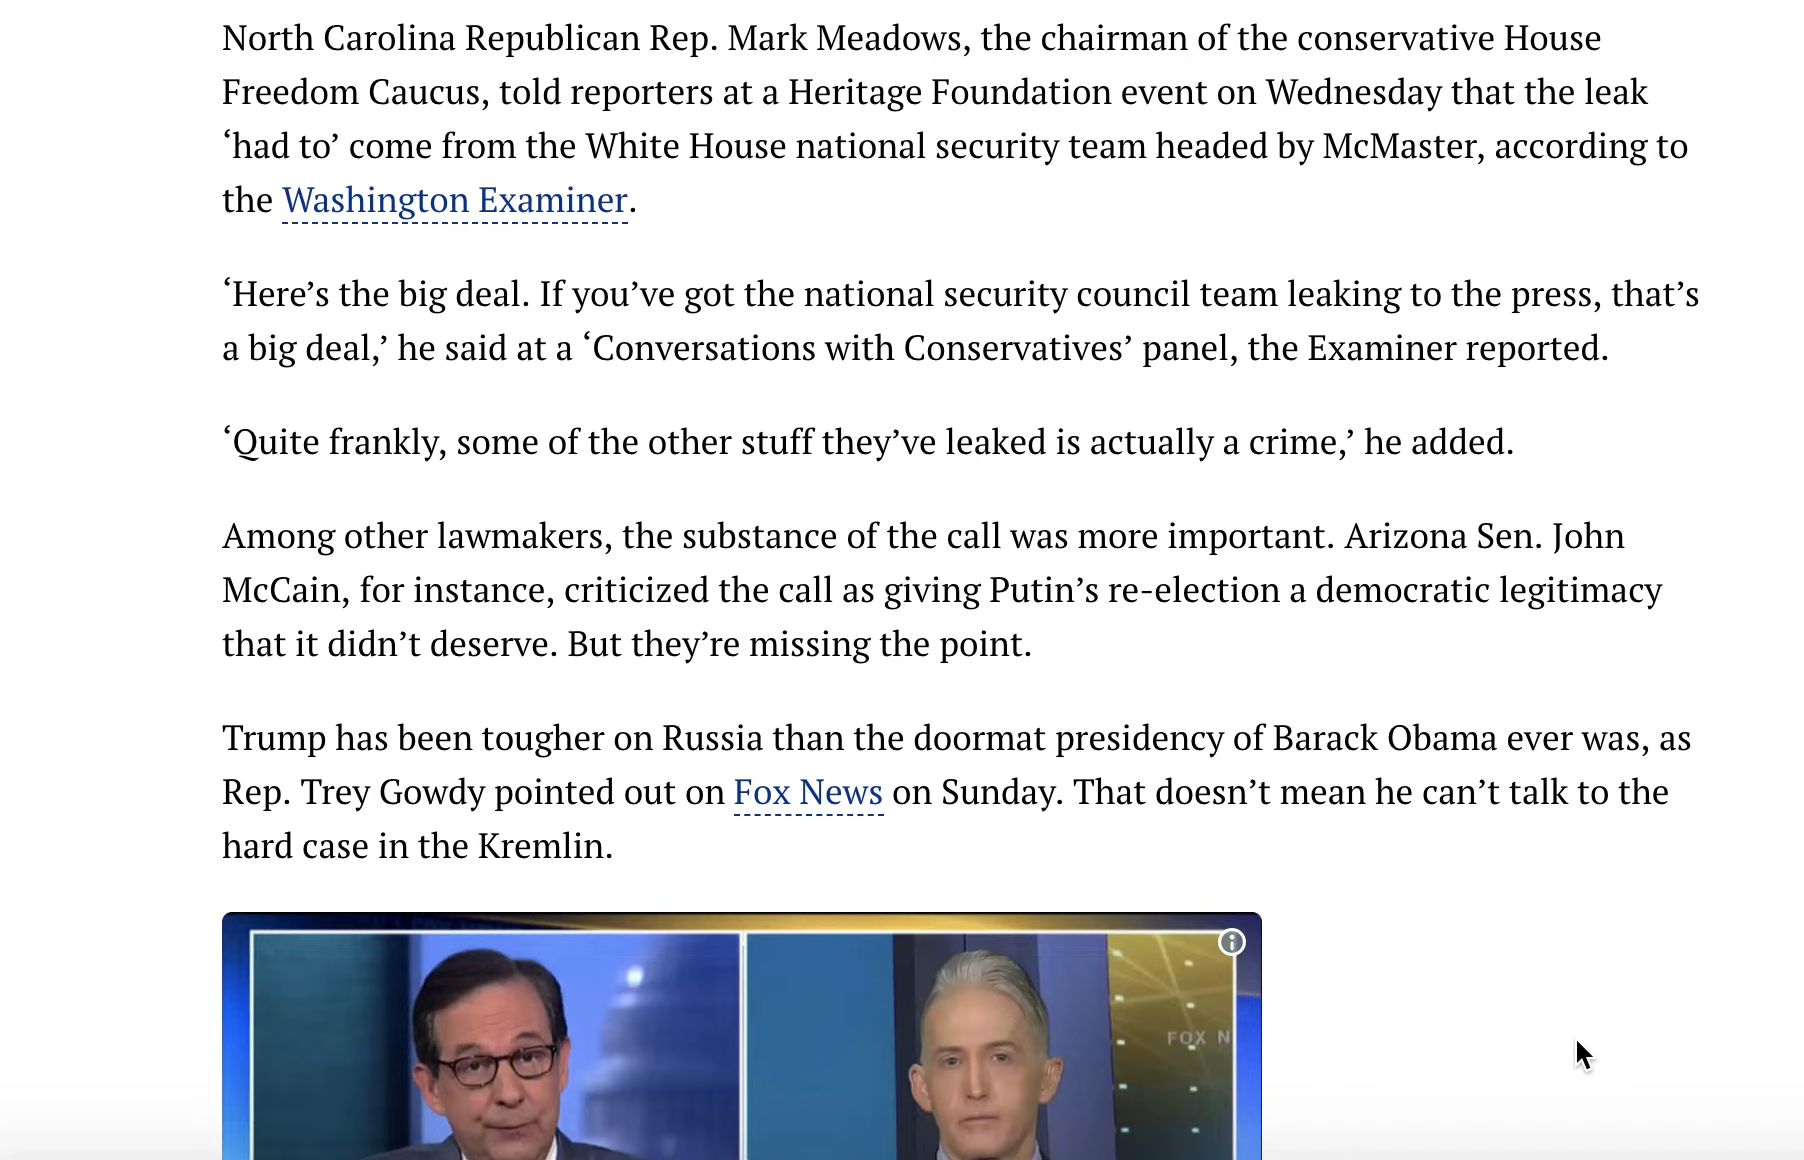 North Carolina Republican Rep. Mark Meadows, the chairman of the conservative House
Freedom Caucus, told reporters at a Heritage Foundation event on Wednesday that the leak
‘had to’ come from the White House national security team headed by McMaster, according to
the Washington Examiner.
‘Here’s the big deal. If you’ve got the national security council team leaking to the press, that’s
a big deal,’ he said at a ‘Conversations with Conservatives’ panel, the Examiner reported.
‘Quite frankly, some of the other stuff they’ve leaked is actually a crime,’ he added.
Among other lawmakers, the substance of the call was more important. Arizona Sen. John
McCain, for instance, criticized the call as giving Putin’s re-election a democratic legitimacy
that it didn’t deserve. But they’re missing the point.
Trump has been tougher on Russia than the doormat presidency of Barack Obama ever was, as
Rep. Trey Gowdy pointed out on Fox News on Sunday. That doesn’t mean he can’t talk to the
hard case in the Kremlin.
FOX N